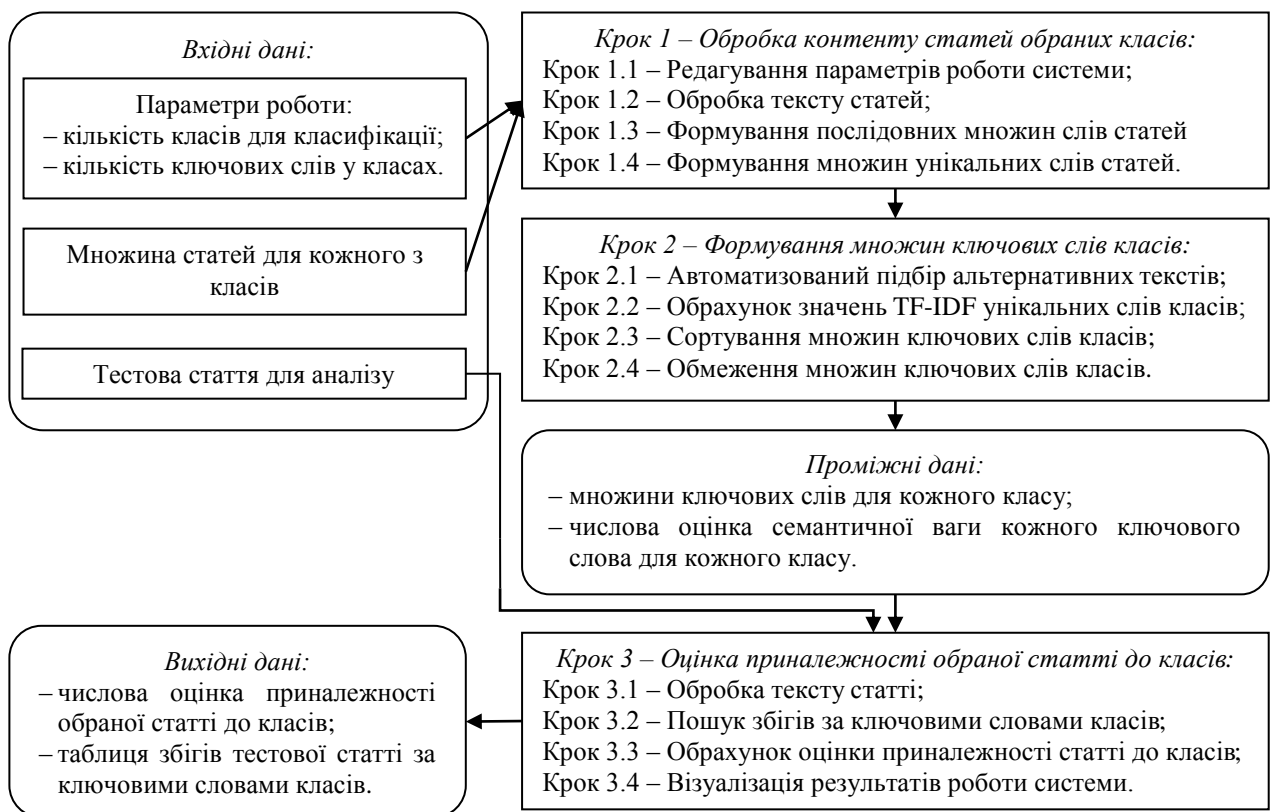 Вхідні дані:
Параметри роботи:
– кількість класів для класифікації;
– кількість ключових слів у класах.
Множина статей для кожного з
класів
Тестова стаття для аналізу
Крок 1 – Обробка контенту статей обраних класів:
Крок 1.1 – Редагування параметрів роботи системи;
Крок 1.2 – Обробка тексту статей;
Крок 1.3 – Формування послідовних множин слів статей
Крок 1.4 – Формування множин унікальних слів статей.
Крок 2 – Формування множин ключових слів класів:
Крок 2.1 – Автоматизований підбір альтернативних текстів;
Крок 2.2 – Обрахунок значень TF-IDF унікальних слів класів;
Крок 2.3 – Сортування множин ключових слів класів;
Крок 2.4 – Обмеження множин ключових слів класів.
Проміжні дані:
– множини ключових слів для кожного класу;
– числова оцінка семантичної ваги кожного ключового
слова для кожного класу.
Крок 3 – Оцінка приналежності обраної статті до класів:
Крок 3.1 – Обробка тексту статті;
Крок 3.2 – Пошук збігів за ключовими словами класів;
Крок 3.3 – Обрахунок оцінки приналежності статті до класів;
Крок 3.4 – Візуалізація результатів роботи системи.
Вихідні дані:
– числова оцінка приналежності
обраної статті до класів;
– таблиця збігів тестової статті за
ключовими словами класів.